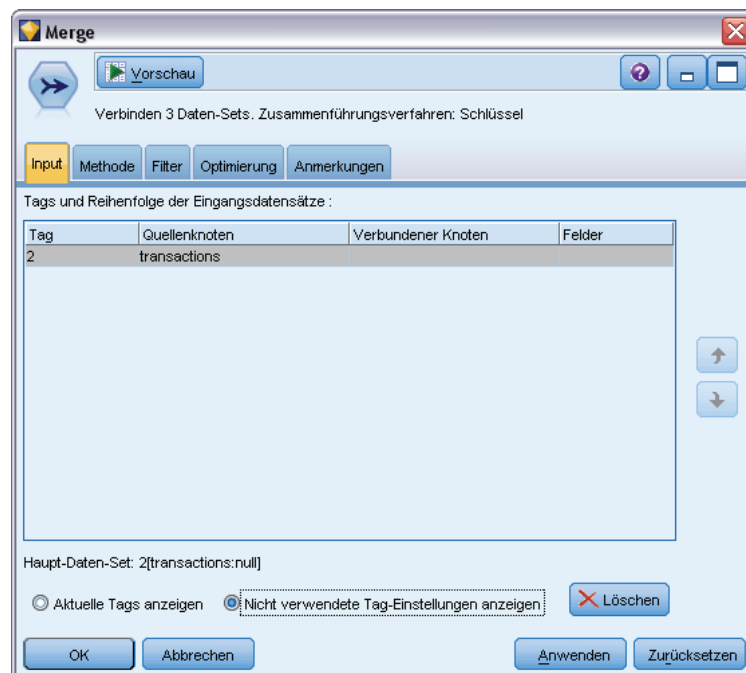 Merge
Vorschau
Verbinden 3 Daten-Sets. Zusammenführungsverfahren: Schlüssel
Input Methode Filter Optimierung Anmerkungen
Tags und Reihenfolge der Eingangsdatensätze :
Tag Quellenknoten Verbundener Knoten Felder
2 transactions
Haupt-Daten-Set: 2[transactions:null]
Aktuelle Tags anzeigen Nicht verwendete Tag-Einstellungen anzeigen Löschen
OK Abbrechen Anwenden Zurücksetzen